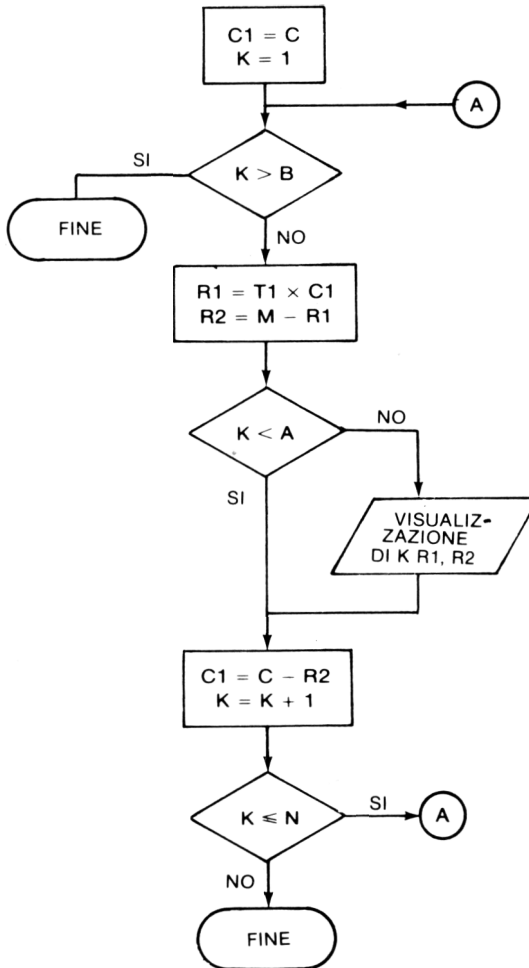 C1 = C
K = 1
A
K > B
SI
FINE
NO
R1 = T1 × C1
R2 = M − R1
K < A
NO
SI
VISUALIZ-
ZAZIONE
DI K R1, R2
C1 = C − R2
K = K + 1
K ⩽ N
SI
A
NO
FINE